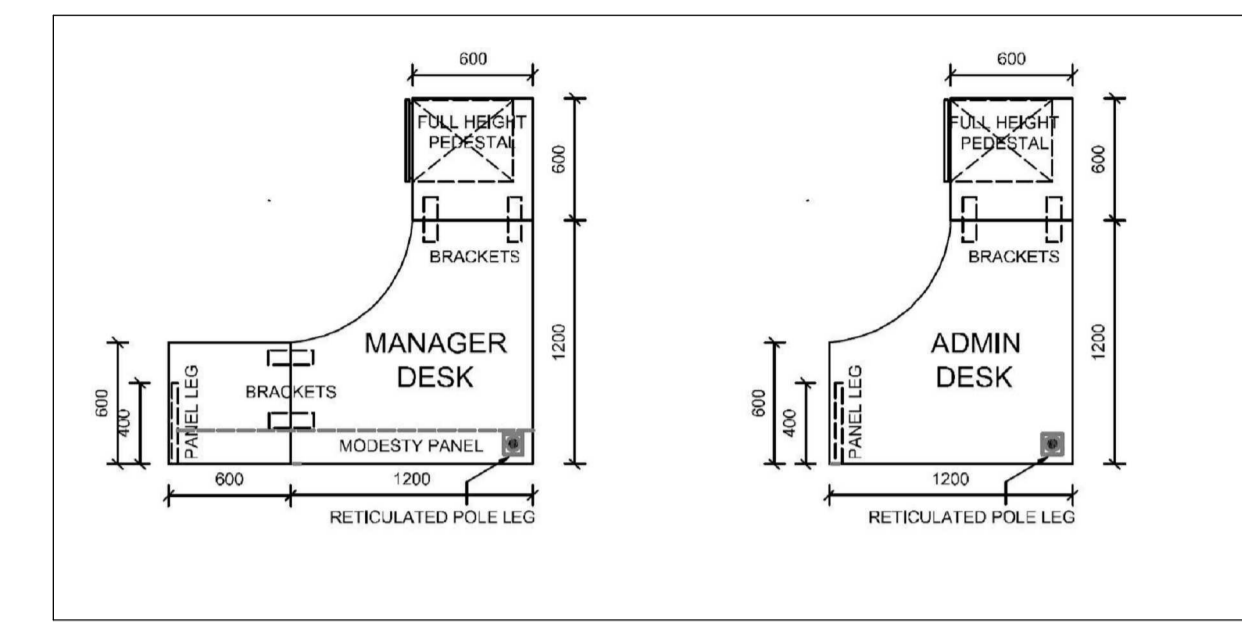 600
FULL HEIGHT
PEDESTAL
600
BRACKETS
MANAGER
DESK
1200
600
400
PANEL LEG
BRACKETS
MODESTY PANEL
600
1200
RETICULATED POLE LEG
600
FULL HEIGHT
PEDESTAL
600
BRACKETS
ADMIN
DESK
1200
600
400
PANEL LEG
1200
RETICULATED POLE LEG